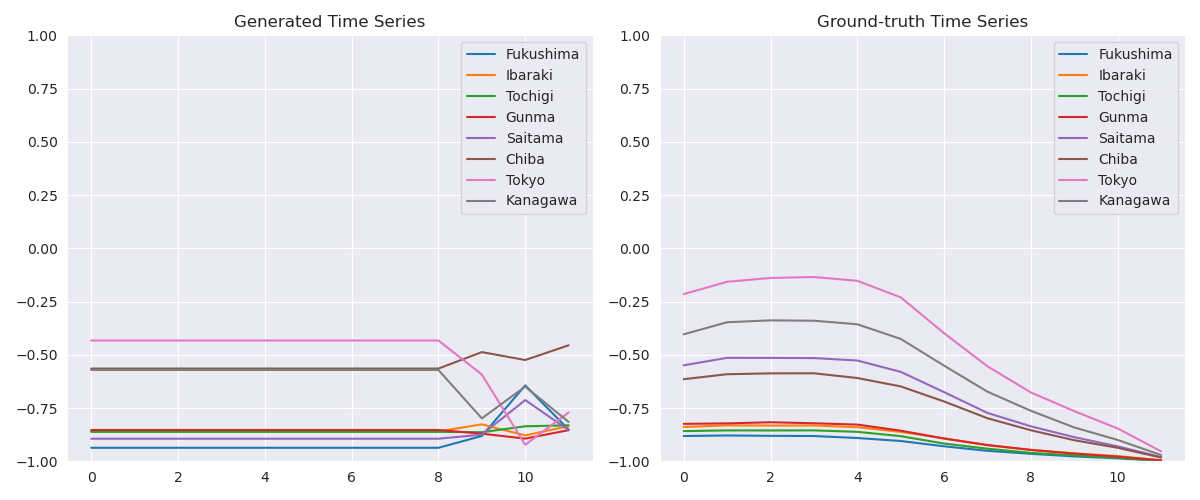 Generated Time Series
1.00
0.75
0.50
0.25
0.00
−0.25
−0.50
−0.75
−1.00
0 2 4 6 8 10
Fukushima
Ibaraki
Tochigi
Gunma
Saitama
Chiba
Tokyo
Kanagawa
Ground-truth Time Series
1.00
0.75
0.50
0.25
0.00
−0.25
−0.50
−0.75
−1.00
0 2 4 6 8 10
Fukushima
Ibaraki
Tochigi
Gunma
Saitama
Chiba
Tokyo
Kanagawa